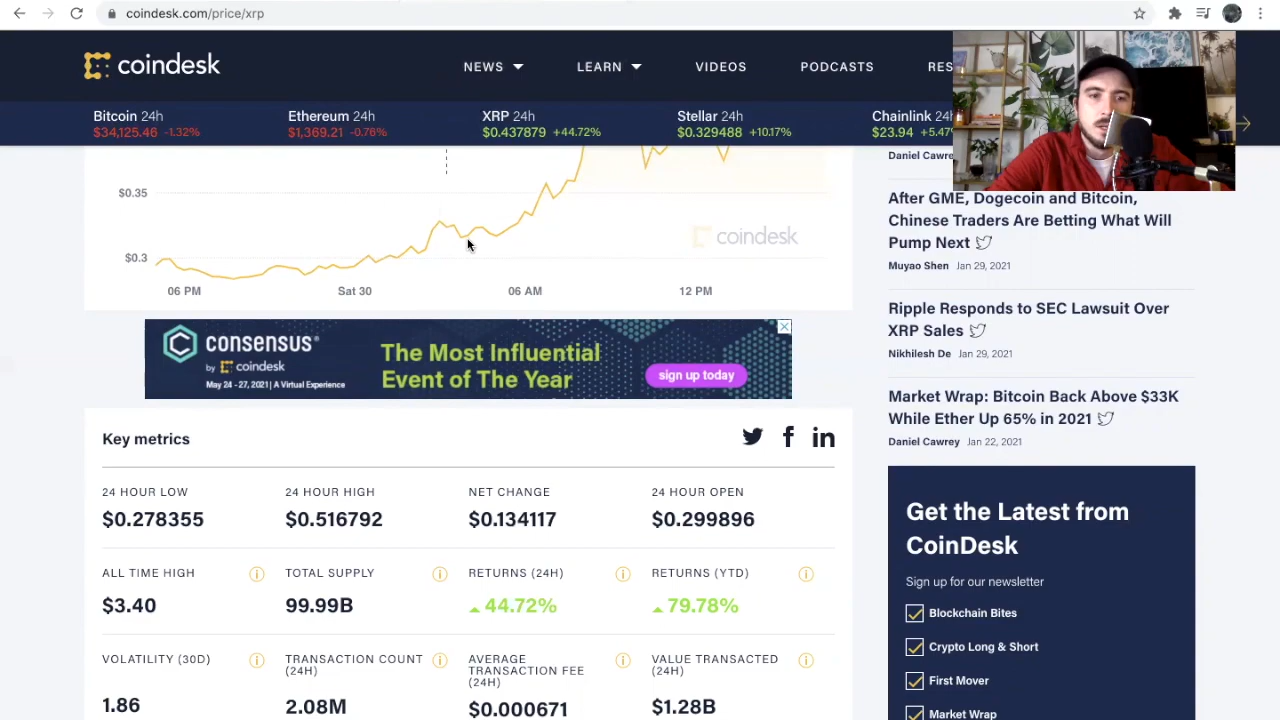 coindesk.com/price/xrp
coindesk
NEWS
LEARN
VIDEOS
PODCASTS
RES
Bitcoin 24h
$34,125.46 -1.32%
Ethereum 24h
$1,369.21 -0.76%
XRP 24h
$0.437879 +44.72%
Stellar 24h
$0.329488 +10.17%
Chainlink 24h
$23.94 +5.47
$0.35
$0.3
coindesk
06 PM
Sat 30
06 AM
12 PM
Daniel Cawre
After GME, Dogecoin and Bitcoin,
Chinese Traders Are Betting What Will
Pump Next
Muyao Shen Jan 29, 2021
Ripple Responds to SEC Lawsuit Over
XRP Sales
Nikhilesh De Jan 29, 2021
Market Wrap: Bitcoin Back Above $33K
While Ether Up 65% in 2021
Daniel Cawrey Jan 22, 2021
consensus
by coindesk
May 24 - 27, 2021 | A Virtual Experience
The Most Influential
Event of The Year
sign up today
Key metrics
24 HOUR LOW
$0.278355
24 HOUR HIGH
$0.516792
NET CHANGE
$0.134117
24 HOUR OPEN
$0.299896
ALL TIME HIGH
$3.40
TOTAL SUPPLY
99.99B
RETURNS (24H)
44.72%
RETURNS (YTD)
79.78%
VOLATILITY (30D)
1.86
TRANSACTION COUNT
(24H)
2.08M
AVERAGE
TRANSACTION FEE
(24H)
$0.000671
VALUE TRANSACTED
(24H)
$1.28B
Get the Latest from
CoinDesk
Sign up for our newsletter
Blockchain Bites
Crypto Long & Short
First Mover
Market Wrap